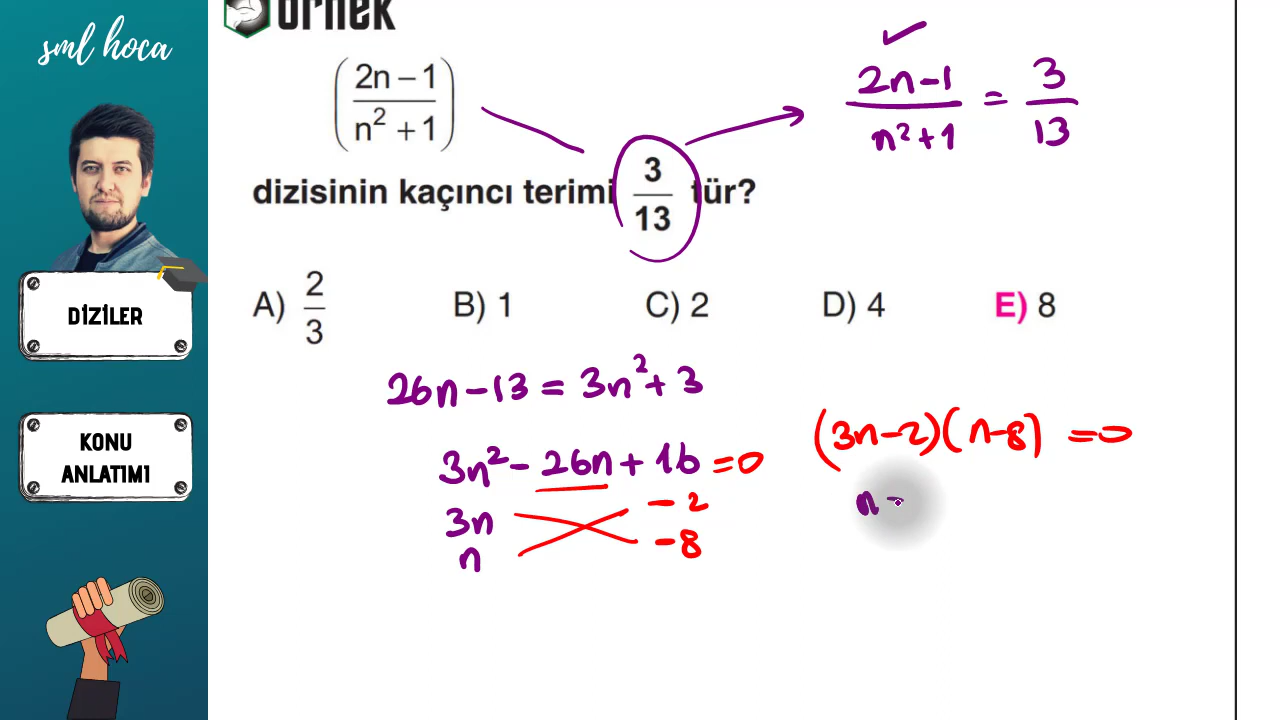 sml hoca
DİZİLER
KONU
ANLATIMI
örnek
(2n – 1 / n² + 1)
dizisinin kaçıncı terimi 3/13 tür?
A) 2/3 B) 1 C) 2 D) 4 E) 8
2n-1 / n²+1 = 3/13
26n-13 = 3n²+3
3n² - 26n + 16 = 0
3n -2
n -8
(3n-2)(n-8) = 0
n -